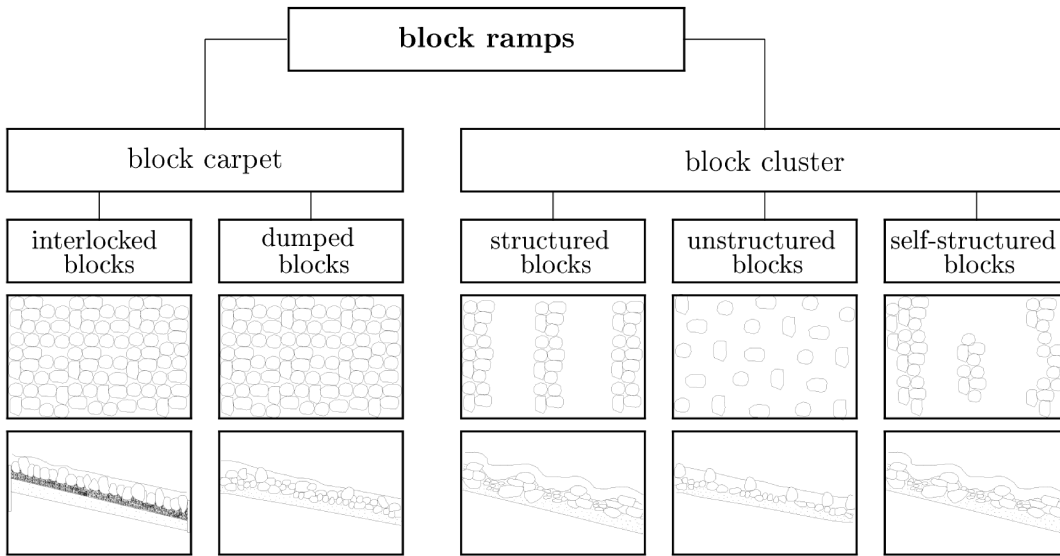 block ramps
block carpet
block cluster
interlocked
blocks
dumped
blocks
structured
blocks
unstructured
blocks
self-structured
blocks